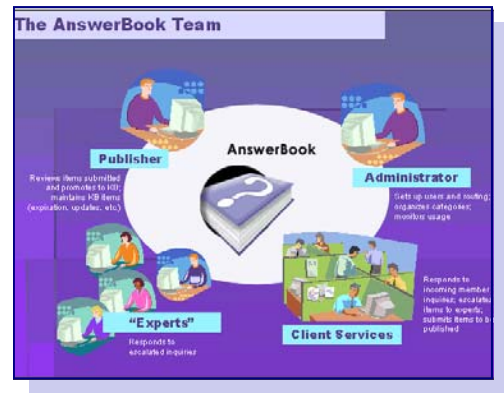 The AnswerBook Team
AnswerBook
?
Publisher
Reviews items submitted
and promotes to KB;
maintains KB items
(expiration, updates, etc)
Administrator
Sets up users and routing;
organizes categories;
monitors usage
"Experts"
Responds to
escalated inquiries
Client Services
Responds to
incoming member
inquiries; escalates
items to experts;
submits items to be
published